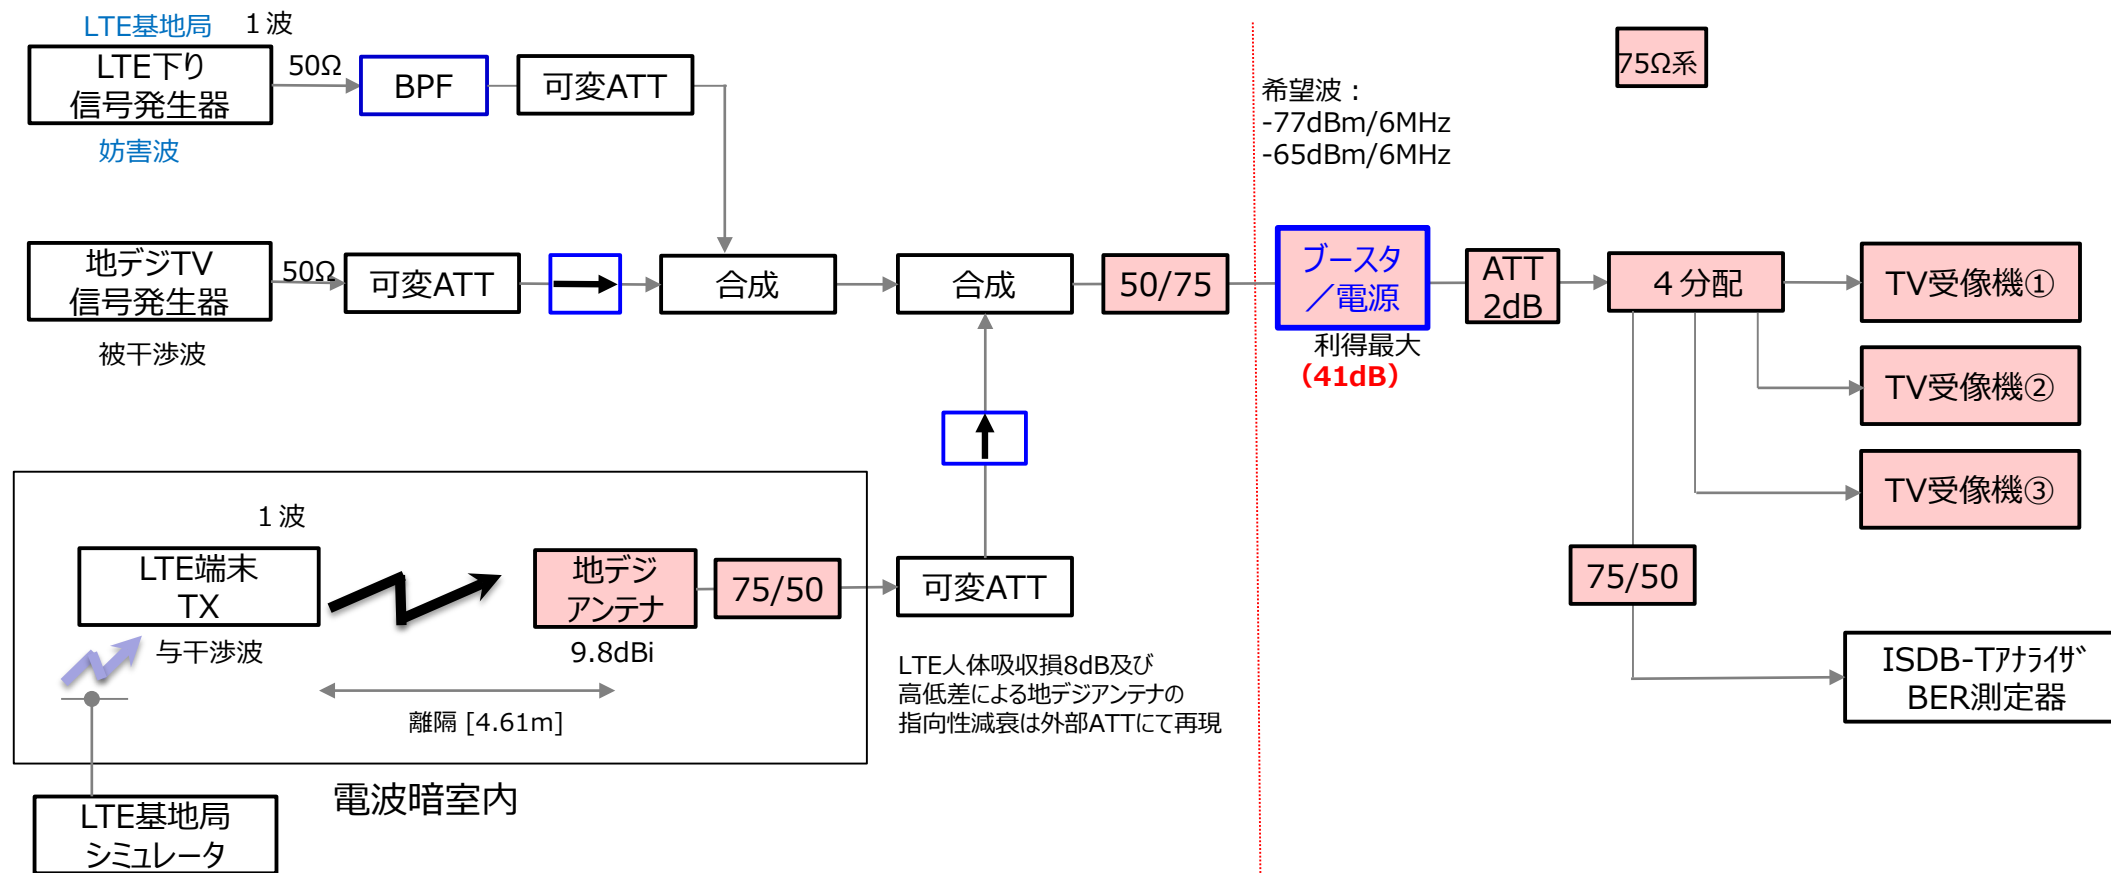 LTE基地局
1波
LTE下り
信号発生器
50Ω
BPF
可変ATT
妨害波
75Ω系
希望波：
-77dBm/6MHz
-65dBm/6MHz
地デジTV
信号発生器
50Ω
可変ATT
合成
合成
50/75
ブースタ
／電源
ATT
2dB
４分配
TV受像機①
被干渉波
利得最大
（41dB）
TV受像機②
TV受像機③
1波
LTE端末
TX
地デジ
アンテナ
75/50
可変ATT
75/50
与干渉波
9.8dBi
離隔 [4.61m]
LTE人体吸収損8dB及び
高低差による地デジアンテナの
指向性減衰は外部ATTにて再現
ISDB-Tｱﾅﾗｲｻﾞ
BER測定器
電波暗室内
LTE基地局
シミュレータ